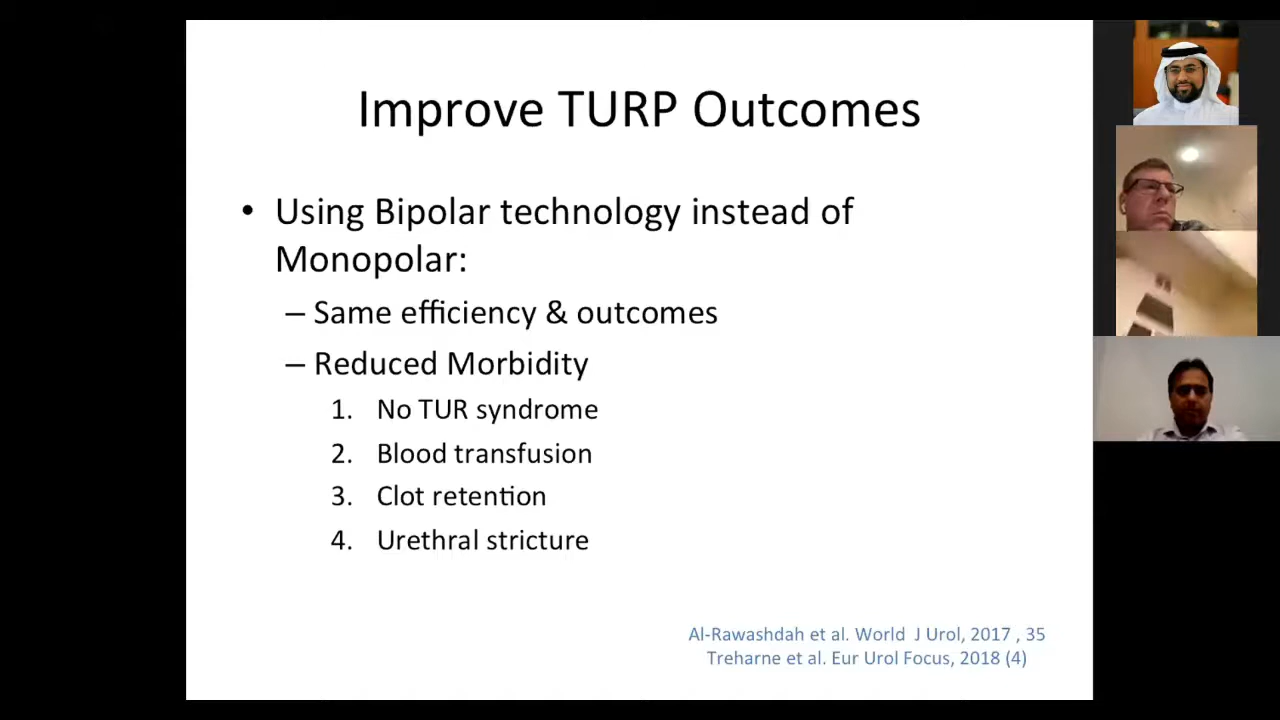 Improve TURP Outcomes
• Using Bipolar technology instead of
Monopolar:
– Same efficiency & outcomes
– Reduced Morbidity
1. No TUR syndrome
2. Blood transfusion
3. Clot retention
4. Urethral stricture
Al-Rawashdah et al. World J Urol, 2017 , 35
Treharne et al. Eur Urol Focus, 2018 (4)